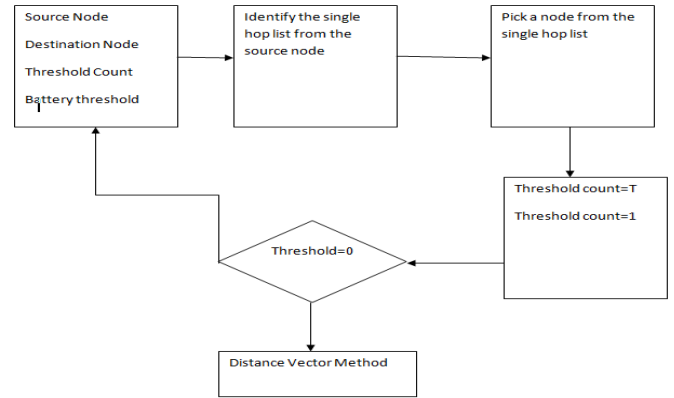 Source Node
Destination Node
Threshold Count
Battery threshold
Identify the single
hop list from the
source node
Pick a node from the
single hop list
Threshold count=T
Threshold count=1
Threshold=0
Distance Vector Method